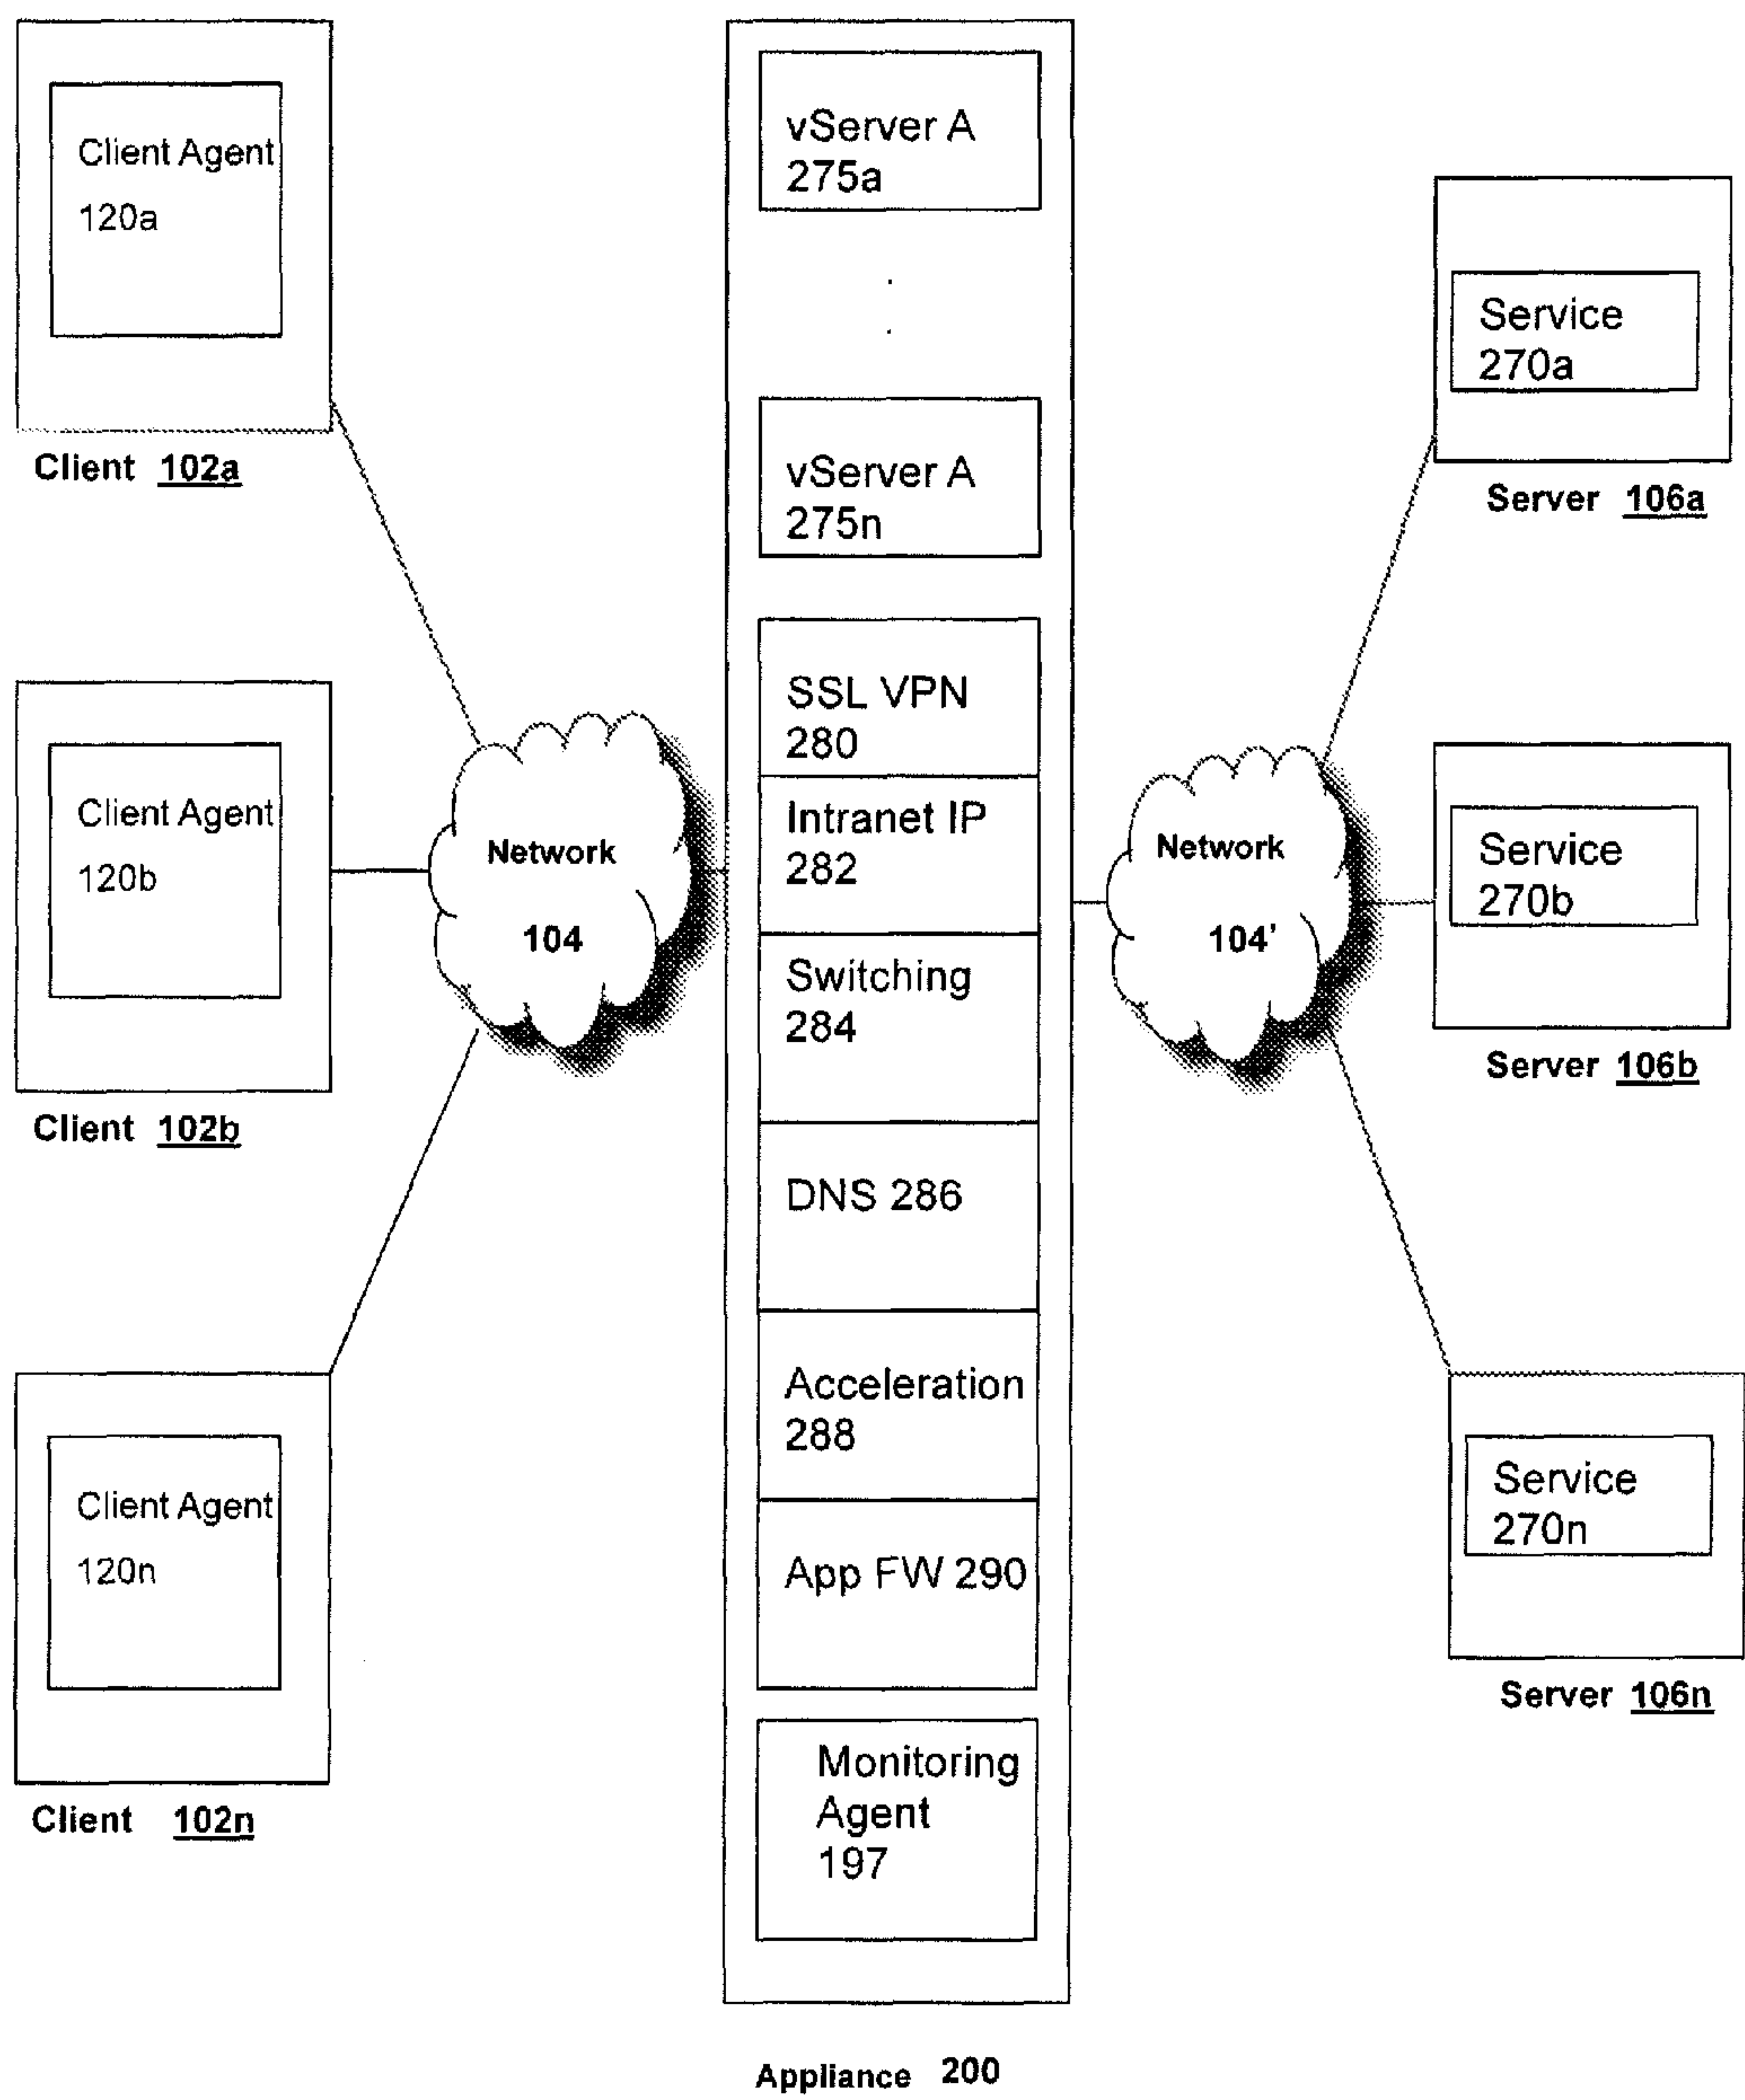 Client Agent
120a
Client 102a
Client Agent
120b
Client 102b
Client Agent
120n
Client 102n
Network
104
vServer A
275a
vServer A
275n
SSL VPN
280
Intranet IP
282
Switching
284
DNS 286
Acceleration
288
App FW 290
Monitoring
Agent
197
Appliance 200
Network
104'
Service
270a
Server 106a
Service
270b
Server 106b
Service
270n
Server 106n